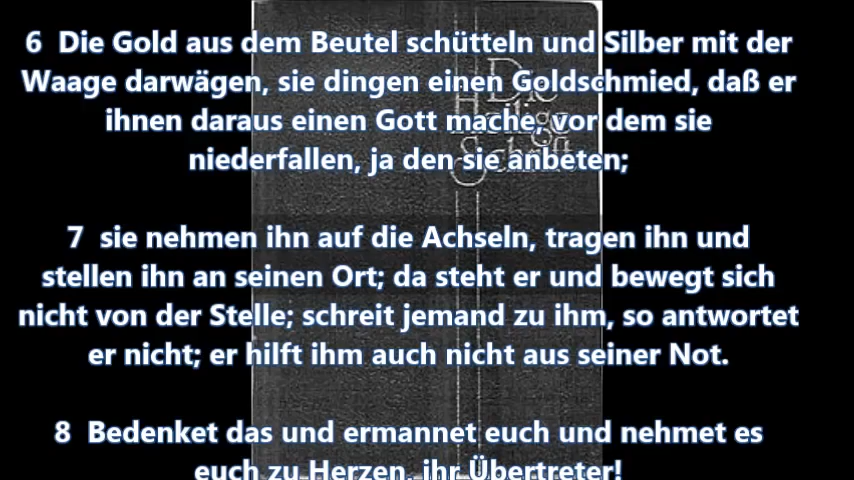 6 Die Gold aus dem Beutel schütteln und Silber mit der
Waage darwägen, sie dingen einen Goldschmied, daß er
ihnen daraus einen Gott mache, vor dem sie
niederfallen, ja den sie anbeten;
7 sie nehmen ihn auf die Achseln, tragen ihn und
stellen ihn an seinen Ort; da steht er und bewegt sich
nicht von der Stelle; schreit jemand zu ihm, so antwortet
er nicht; er hilft ihm auch nicht aus seiner Not.
8 Bedenket das und ermannet euch und nehmet es
euch zu Herzen, ihr Übertreter!
Die
Heilige
Schrift